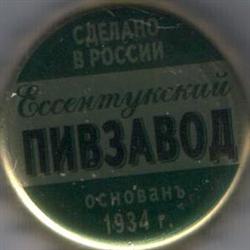 СДЕЛАНО
В РОССИИ
Ессентукский
ПИВЗАВОД
основанъ
1934 г.